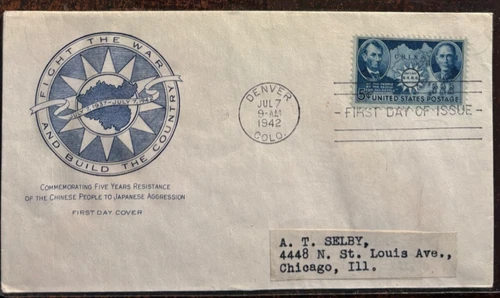 FIGHT THE WAR
AND BUILD THE COUNTRY
JULY 7, 1937-JULY 7, 1942
COMMEMORATING FIVE YEARS RESISTANCE
OF THE CHINESE PEOPLE TO JAPANESE AGGRESSION
FIRST DAY COVER
DENVER
JUL 7
9-AM
1942
COLO.
CHINA
5¢ UNITED STATES POSTAGE
FIRST DAY OF ISSUE
A. T. SELBY,
4448 N. St. Louis Ave.,
Chicago, Ill.